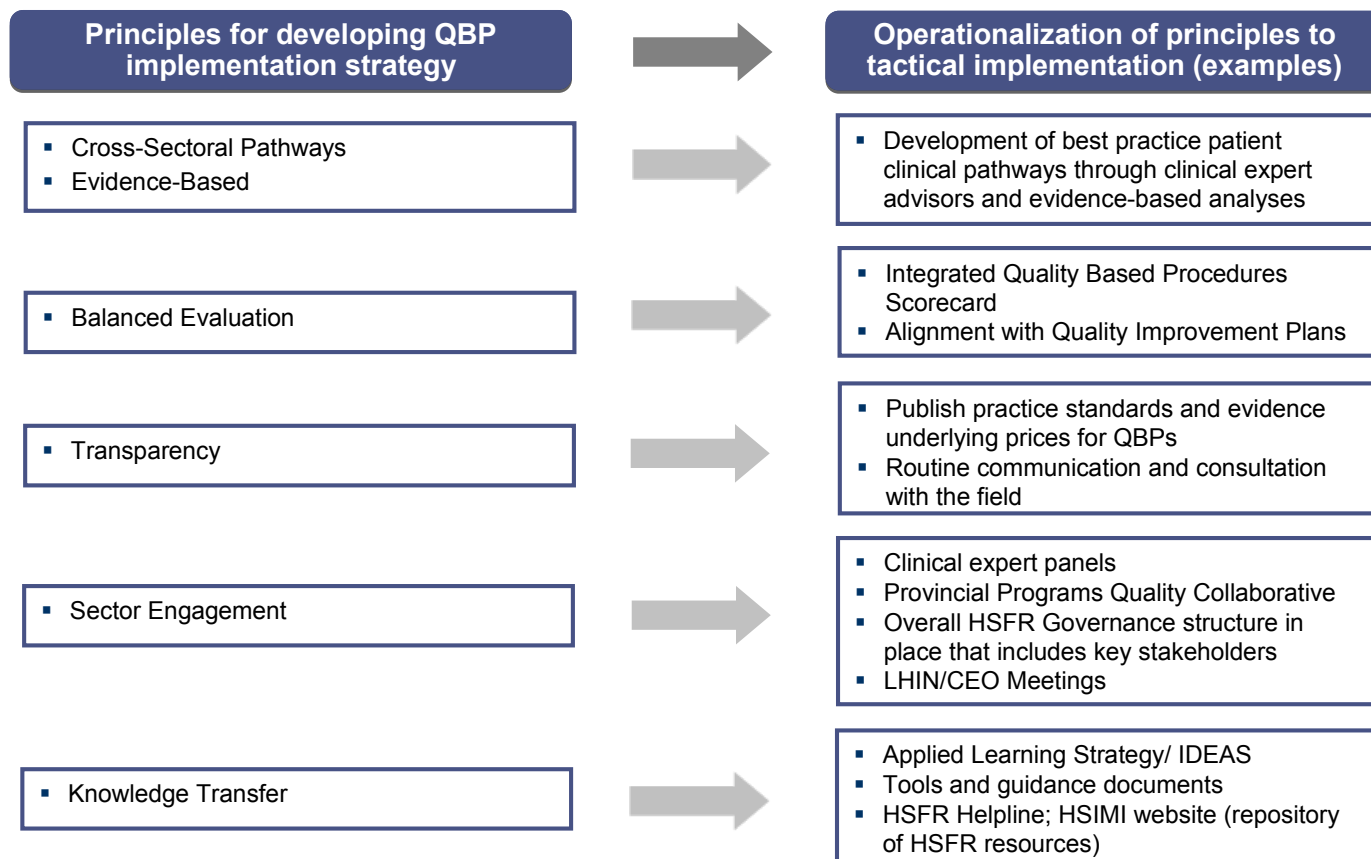 Principles for developing QBP
implementation strategy
Operationalization of principles to
tactical implementation (examples)
▪ Cross-Sectoral Pathways
▪ Evidence-Based
▪ Development of best practice patient
clinical pathways through clinical expert
advisors and evidence-based analyses
▪ Balanced Evaluation
▪ Integrated Quality Based Procedures
Scorecard
▪ Alignment with Quality Improvement Plans
▪ Transparency
▪ Publish practice standards and evidence
underlying prices for QBPs
▪ Routine communication and consultation
with the field
▪ Sector Engagement
▪ Clinical expert panels
▪ Provincial Programs Quality Collaborative
▪ Overall HSFR Governance structure in
place that includes key stakeholders
▪ LHIN/CEO Meetings
▪ Knowledge Transfer
▪ Applied Learning Strategy/ IDEAS
▪ Tools and guidance documents
▪ HSFR Helpline; HSIMI website (repository
of HSFR resources)